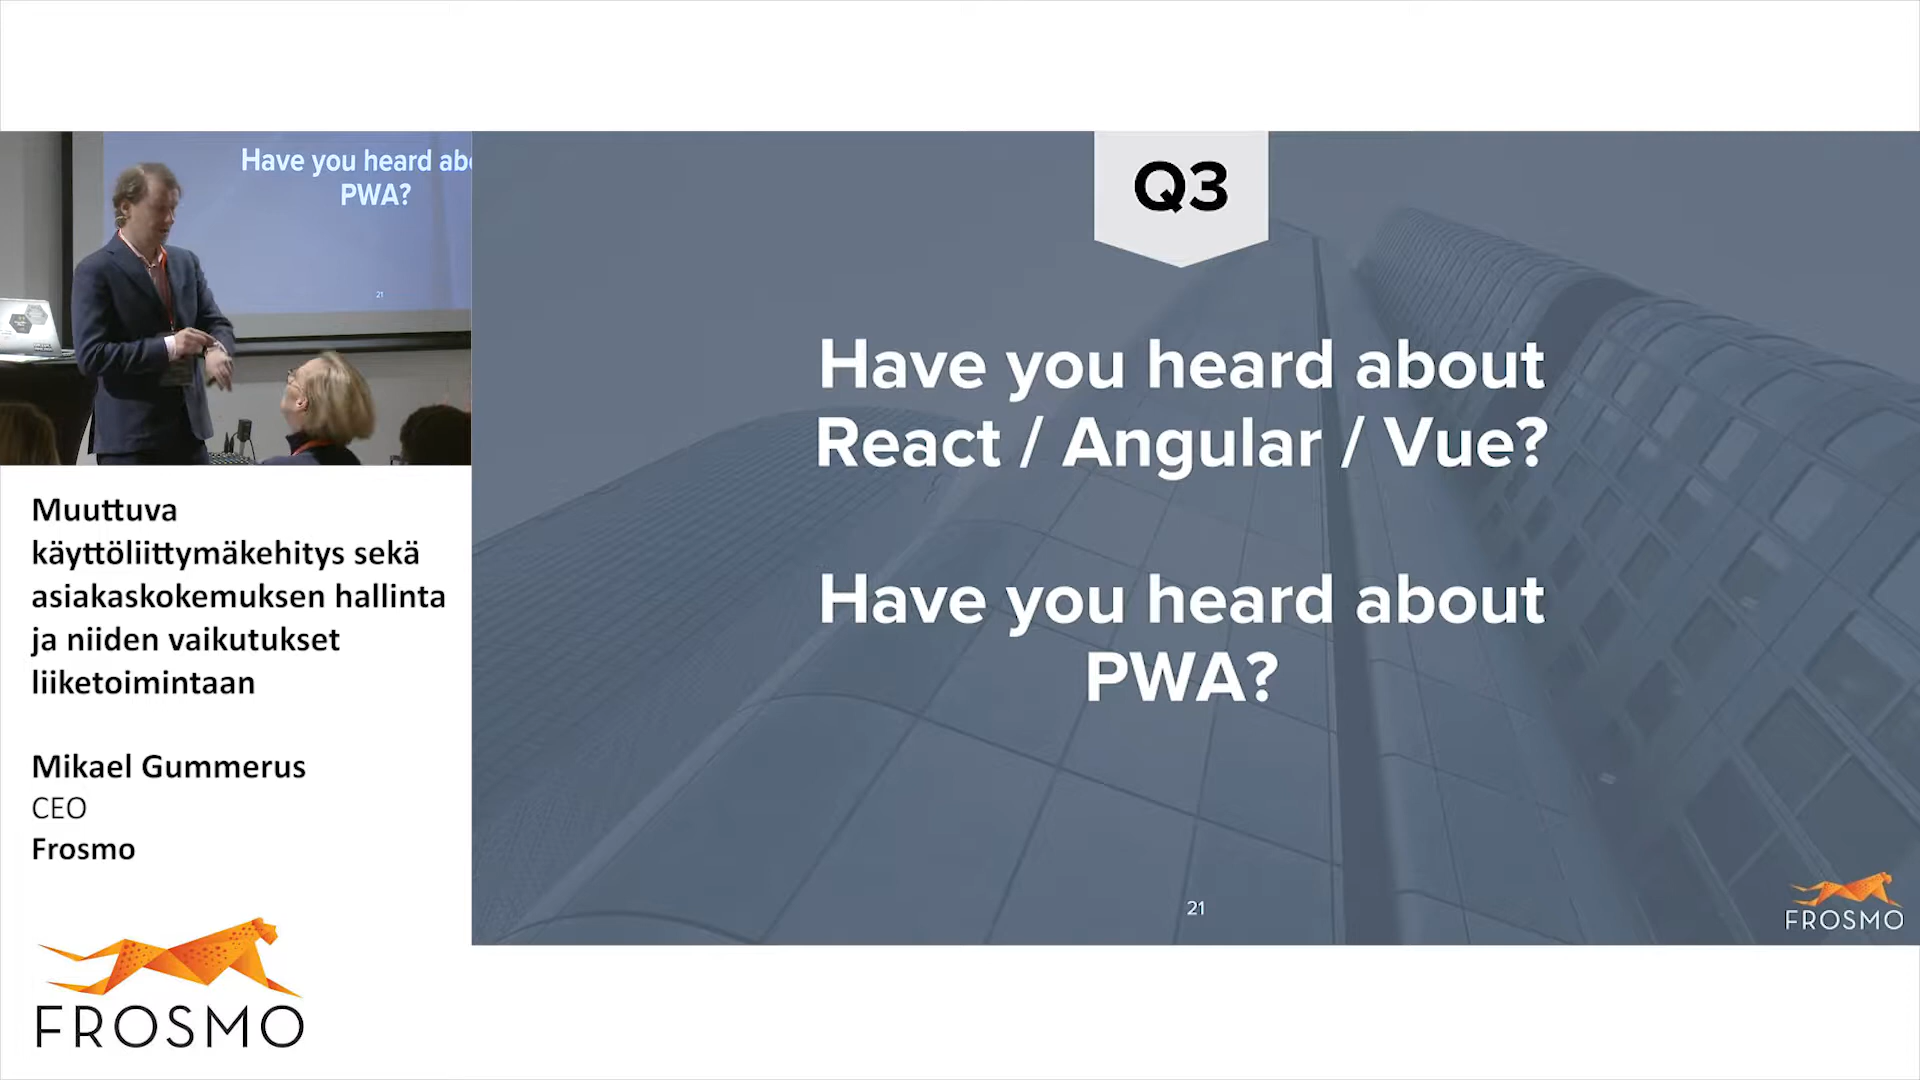 Have you heard abo
PWA?
21
Muuttuva
käyttöliittymäkehitys sekä
asiakaskokemuksen hallinta
ja niiden vaikutukset
liiketoimintaan
Mikael Gummerus
CEO
Frosmo
FROSMO
Q3
Have you heard about
React / Angular / Vue?
Have you heard about
PWA?
21
FROSMO